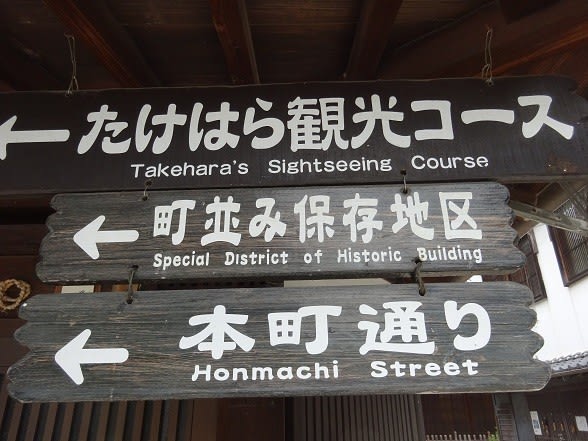 ←たけはら観光コース
Takehara's Sightseeing Course
←町並み保存地区
Special District of Historic Building
←本町通り
Honmachi Street